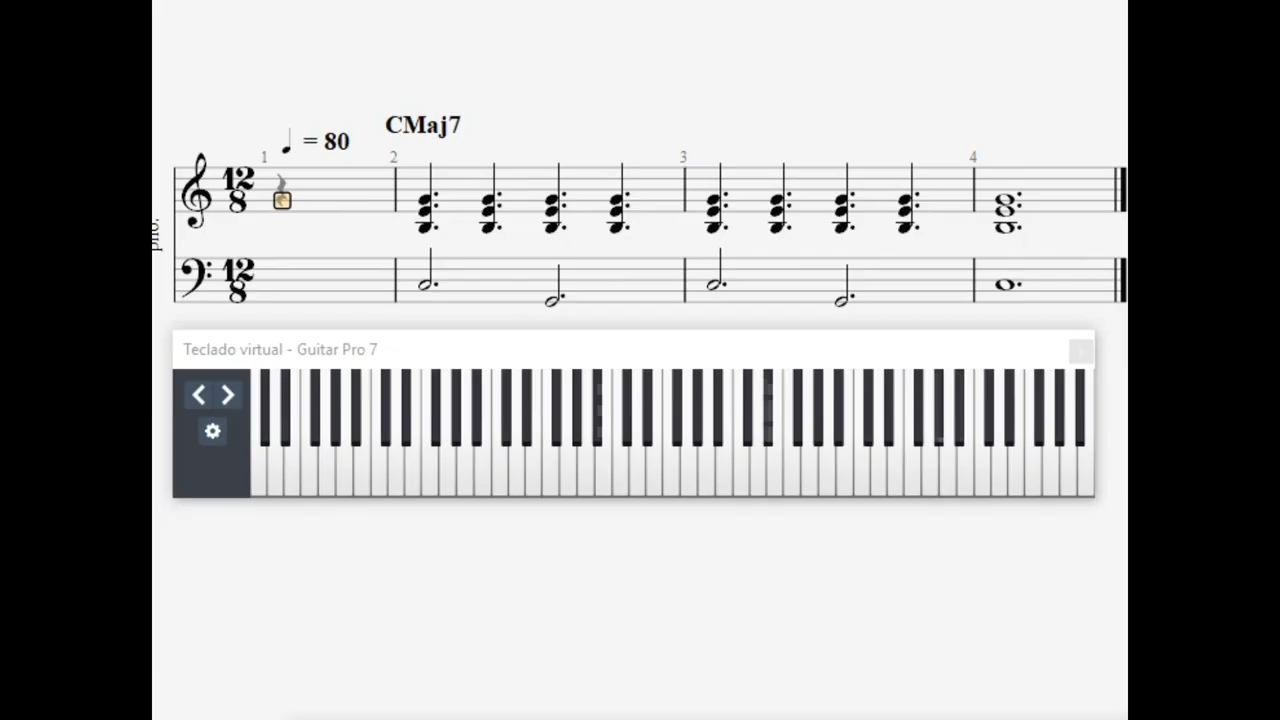 CMaj7
= 80
1 2 3 4
12
8
pno.
12
8
Teclado virtual - Guitar Pro 7